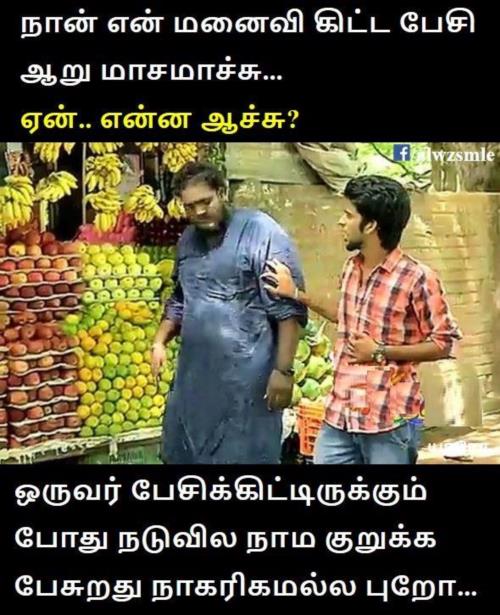 நான் என் மனைவி கிட்ட பேசி
ஆறு மாசமாச்சு...
ஏன்.. என்ன ஆச்சு?
ஒருவர் பேசிக்கிட்டிருக்கும்
போது நடுவில நாம குறுக்க
பேசுறது நாகரிகமல்ல புறோ...